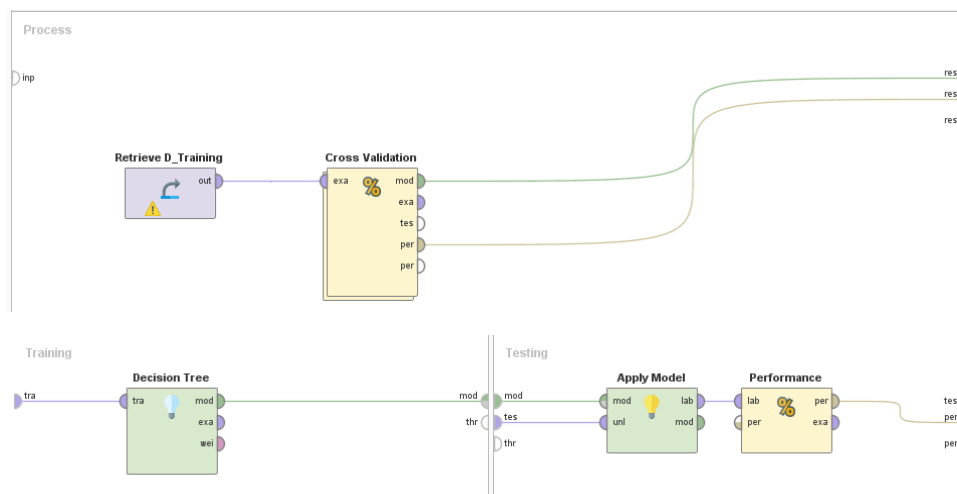 Process
inp
res
res
res
Retrieve D_Training
out
Cross Validation
exa
%
mod
exa
tes
per
per
Training
tra
Decision Tree
tra
mod
exa
wei
mod
thr
Testing
mod
tes
thr
Apply Model
mod
lab
unl
mod
Performance
lab
%
per
per
exa
tes
per
per